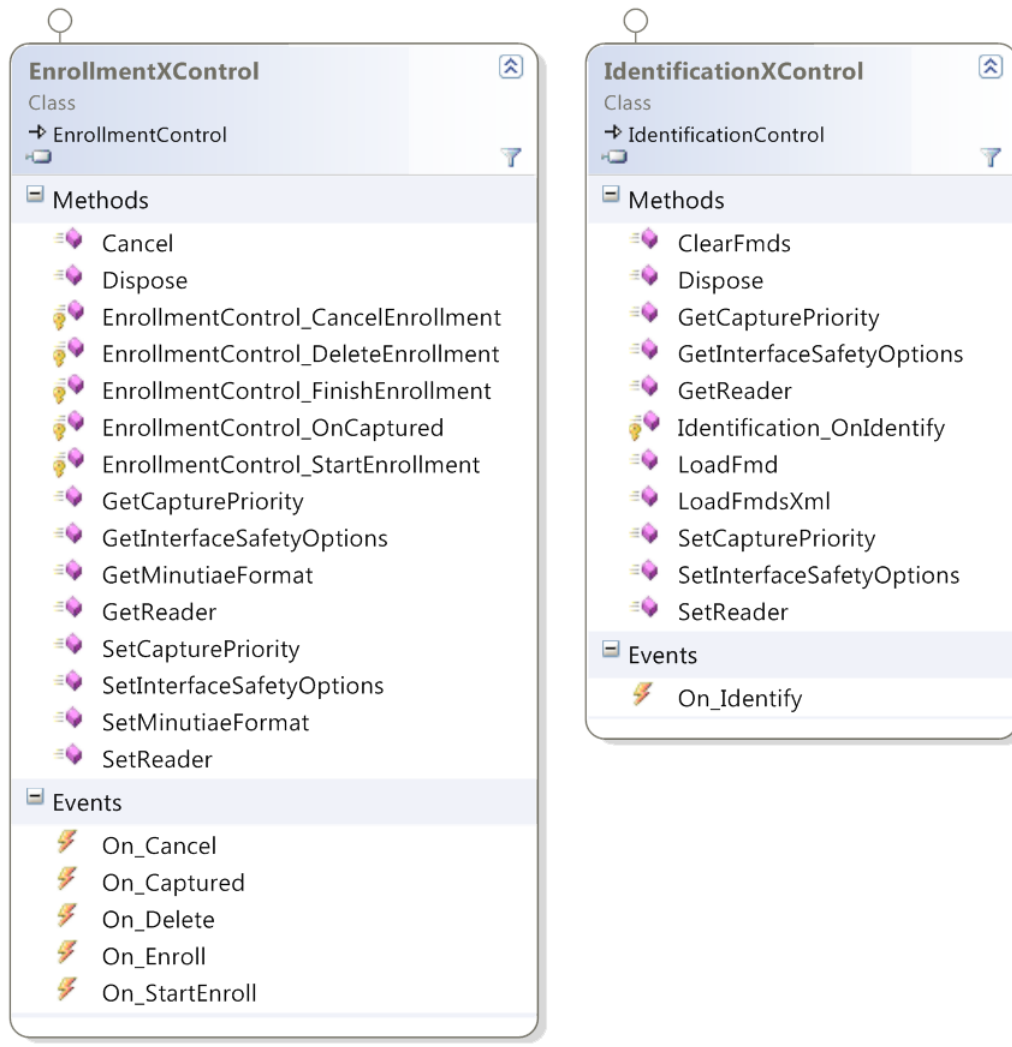 EnrollmentXControl
Class
EnrollmentControl
Methods
Cancel
Dispose
EnrollmentControl_CancelEnrollment
EnrollmentControl_DeleteEnrollment
EnrollmentControl_FinishEnrollment
EnrollmentControl_OnCaptured
EnrollmentControl_StartEnrollment
GetCapturePriority
GetInterfaceSafetyOptions
GetMinutiaeFormat
GetReader
SetCapturePriority
SetInterfaceSafetyOptions
SetMinutiaeFormat
SetReader
Events
On_Cancel
On_Captured
On_Delete
On_Enroll
On_StartEnroll
IdentificationXControl
Class
IdentificationControl
Methods
ClearFmds
Dispose
GetCapturePriority
GetInterfaceSafetyOptions
GetReader
Identification_OnIdentify
LoadFmd
LoadFmdsXml
SetCapturePriority
SetInterfaceSafetyOptions
SetReader
Events
On_Identify